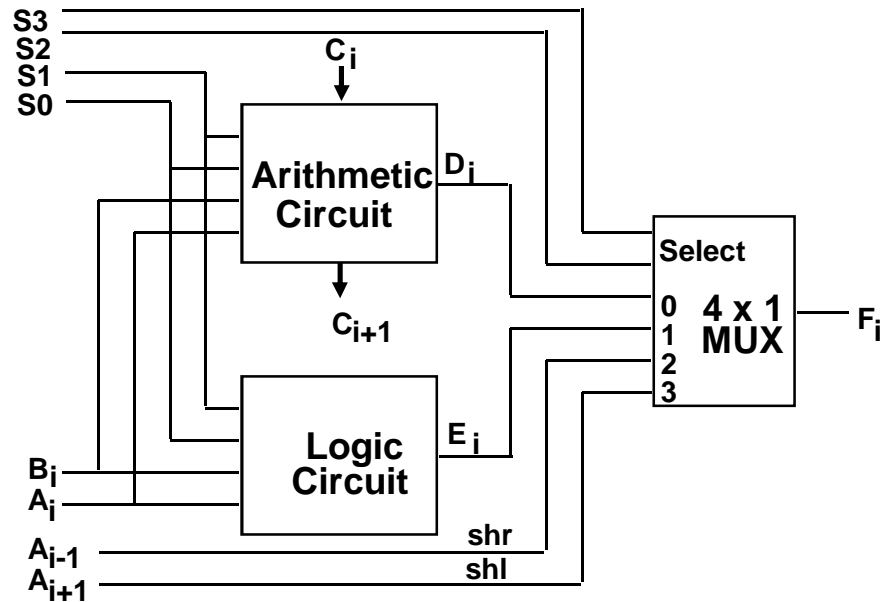 S3
S2
S1
S0
Ci
Arithmetic
Circuit
Di
Ci+1
Select
0
1
2
3
4 x 1
MUX
Fi
Logic
Circuit
Ei
Bi
Ai
Ai-1
shr
Ai+1
shl